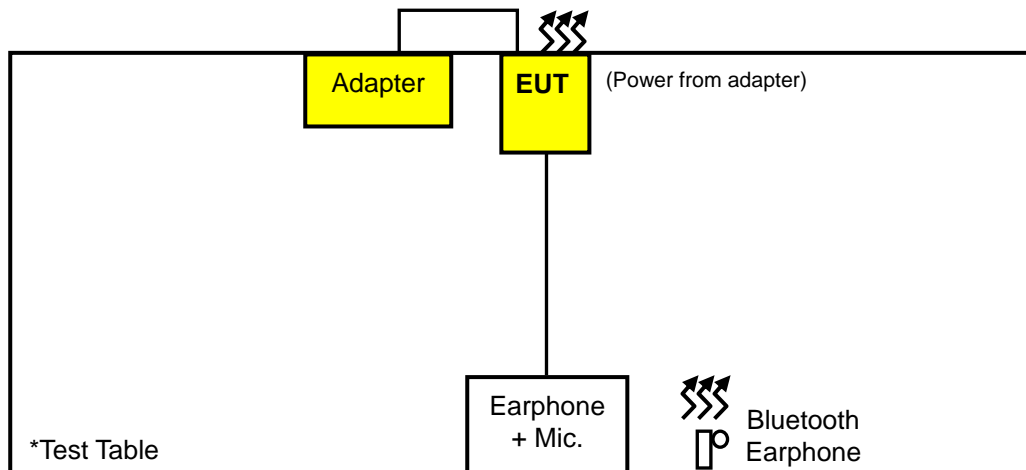 Adapter
EUT
(Power from adapter)
Earphone
+ Mic.
Bluetooth
Earphone
*Test Table